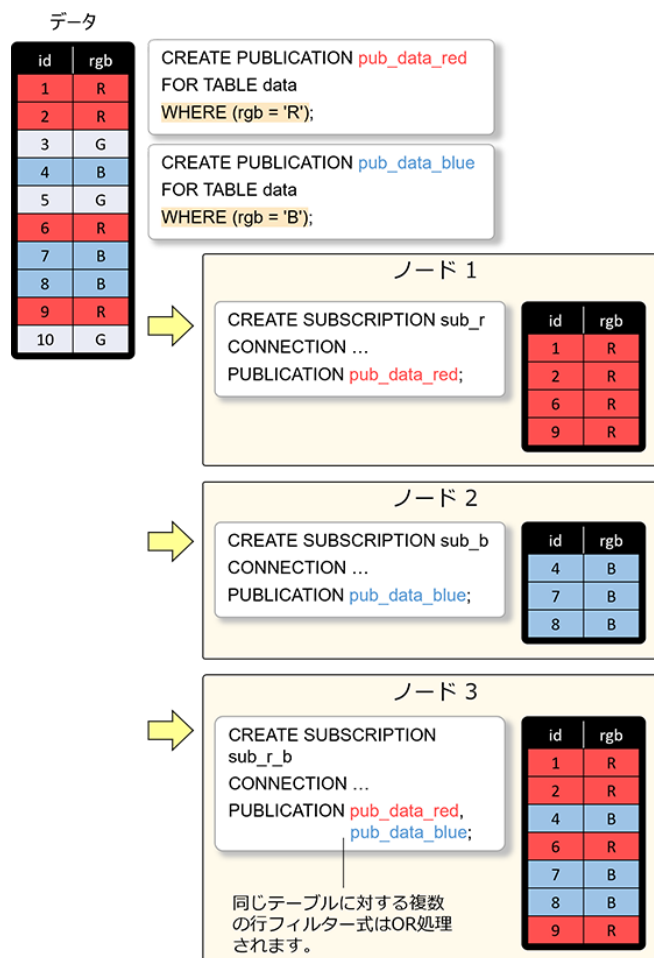 データ
id rgb
1 R
2 R
3 G
4 B
5 G
6 R
7 B
8 B
9 R
10 G
CREATE PUBLICATION pub_data_red
FOR TABLE data
WHERE (rgb = 'R');
CREATE PUBLICATION pub_data_blue
FOR TABLE data
WHERE (rgb = 'B');
ノード 1
CREATE SUBSCRIPTION sub_r
CONNECTION …
PUBLICATION pub_data_red;
id rgb
1 R
2 R
6 R
9 R
ノード 2
CREATE SUBSCRIPTION sub_b
CONNECTION …
PUBLICATION pub_data_blue;
id rgb
4 B
7 B
8 B
ノード 3
CREATE SUBSCRIPTION
sub_r_b
CONNECTION …
PUBLICATION pub_data_red,
pub_data_blue;
同じテーブルに対する複数
の行フィルター式はOR処理
されます。
id rgb
1 R
2 R
4 B
6 R
7 B
8 B
9 R